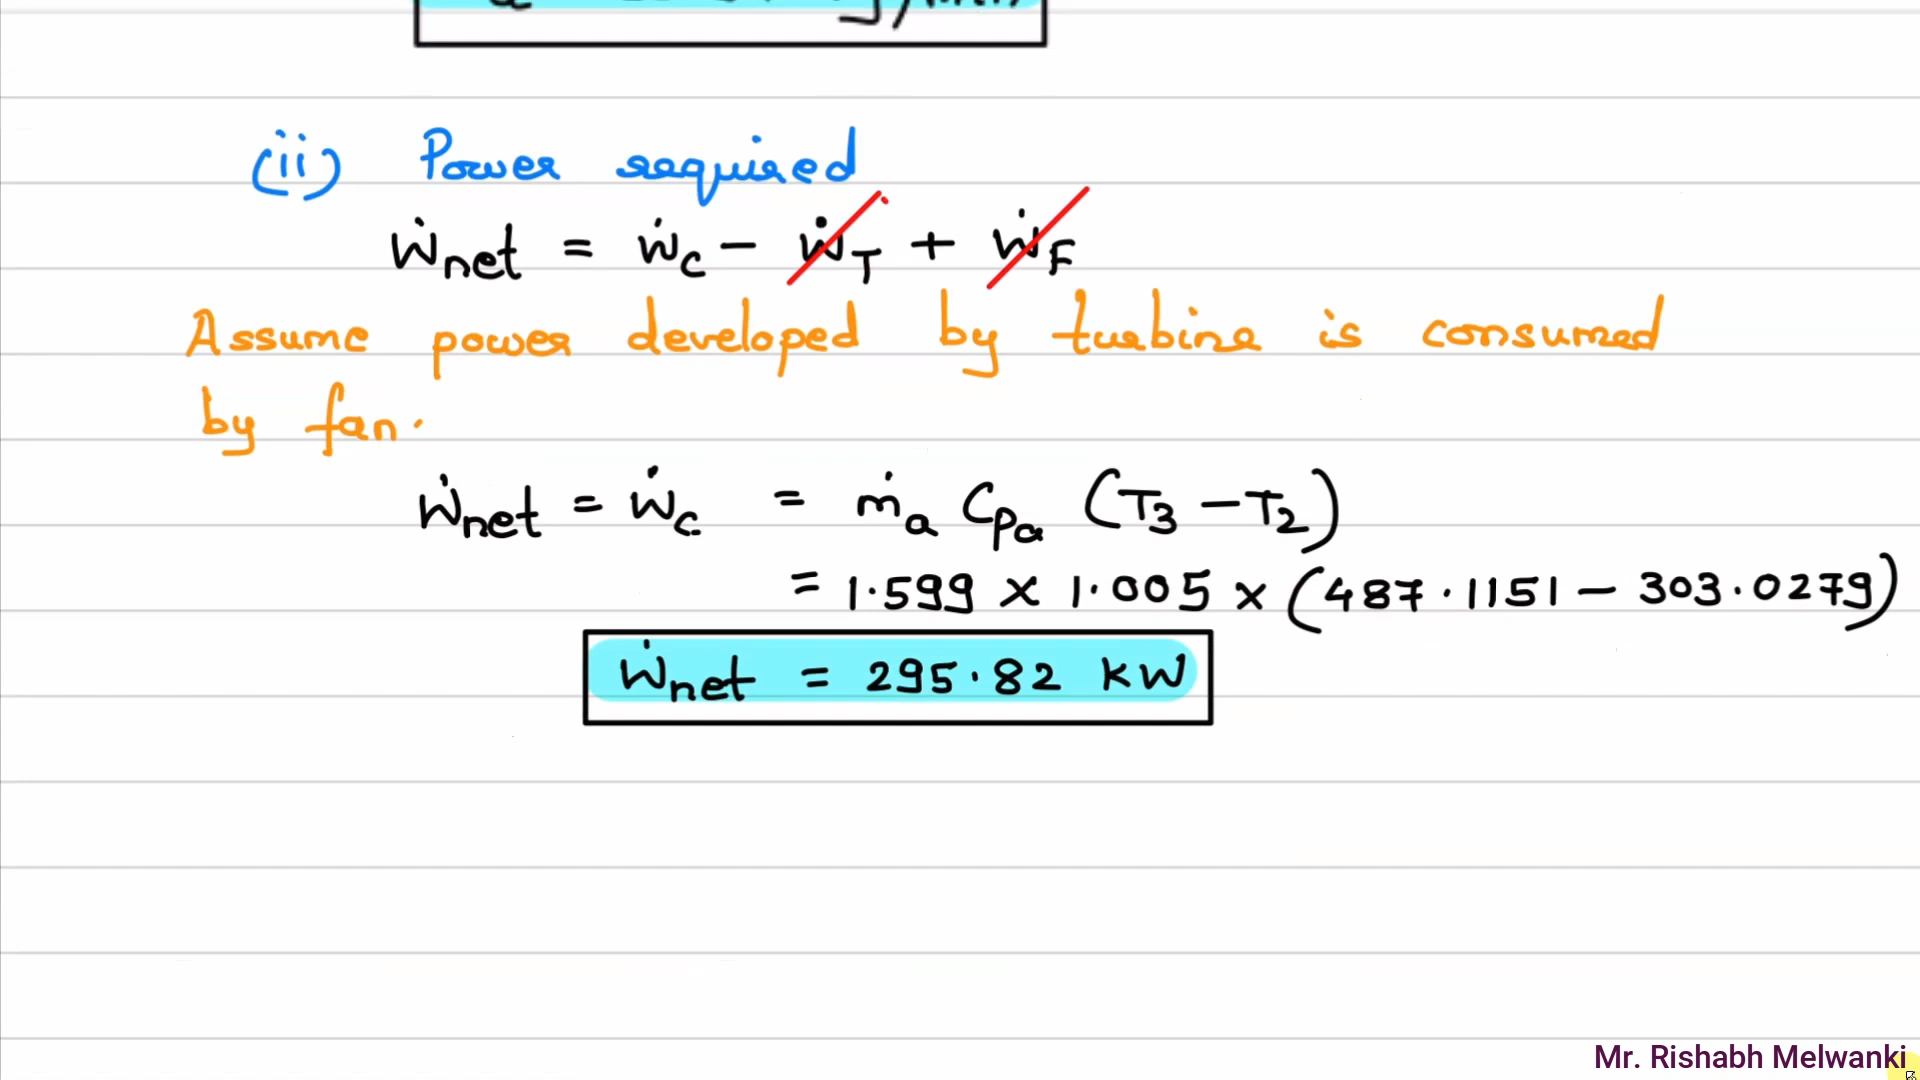 (ii) Power required
Ẇnet = Ẇc - ẆT + ẆF
Assume power developed by turbine is consumed
by fan.
Ẇnet = Ẇc = ṁa Cpa (T3 - T2)
= 1.599 × 1.005 × (487.1151 - 303.0279)
Ẇnet = 295.82 kW
Mr. Rishabh Melwanki